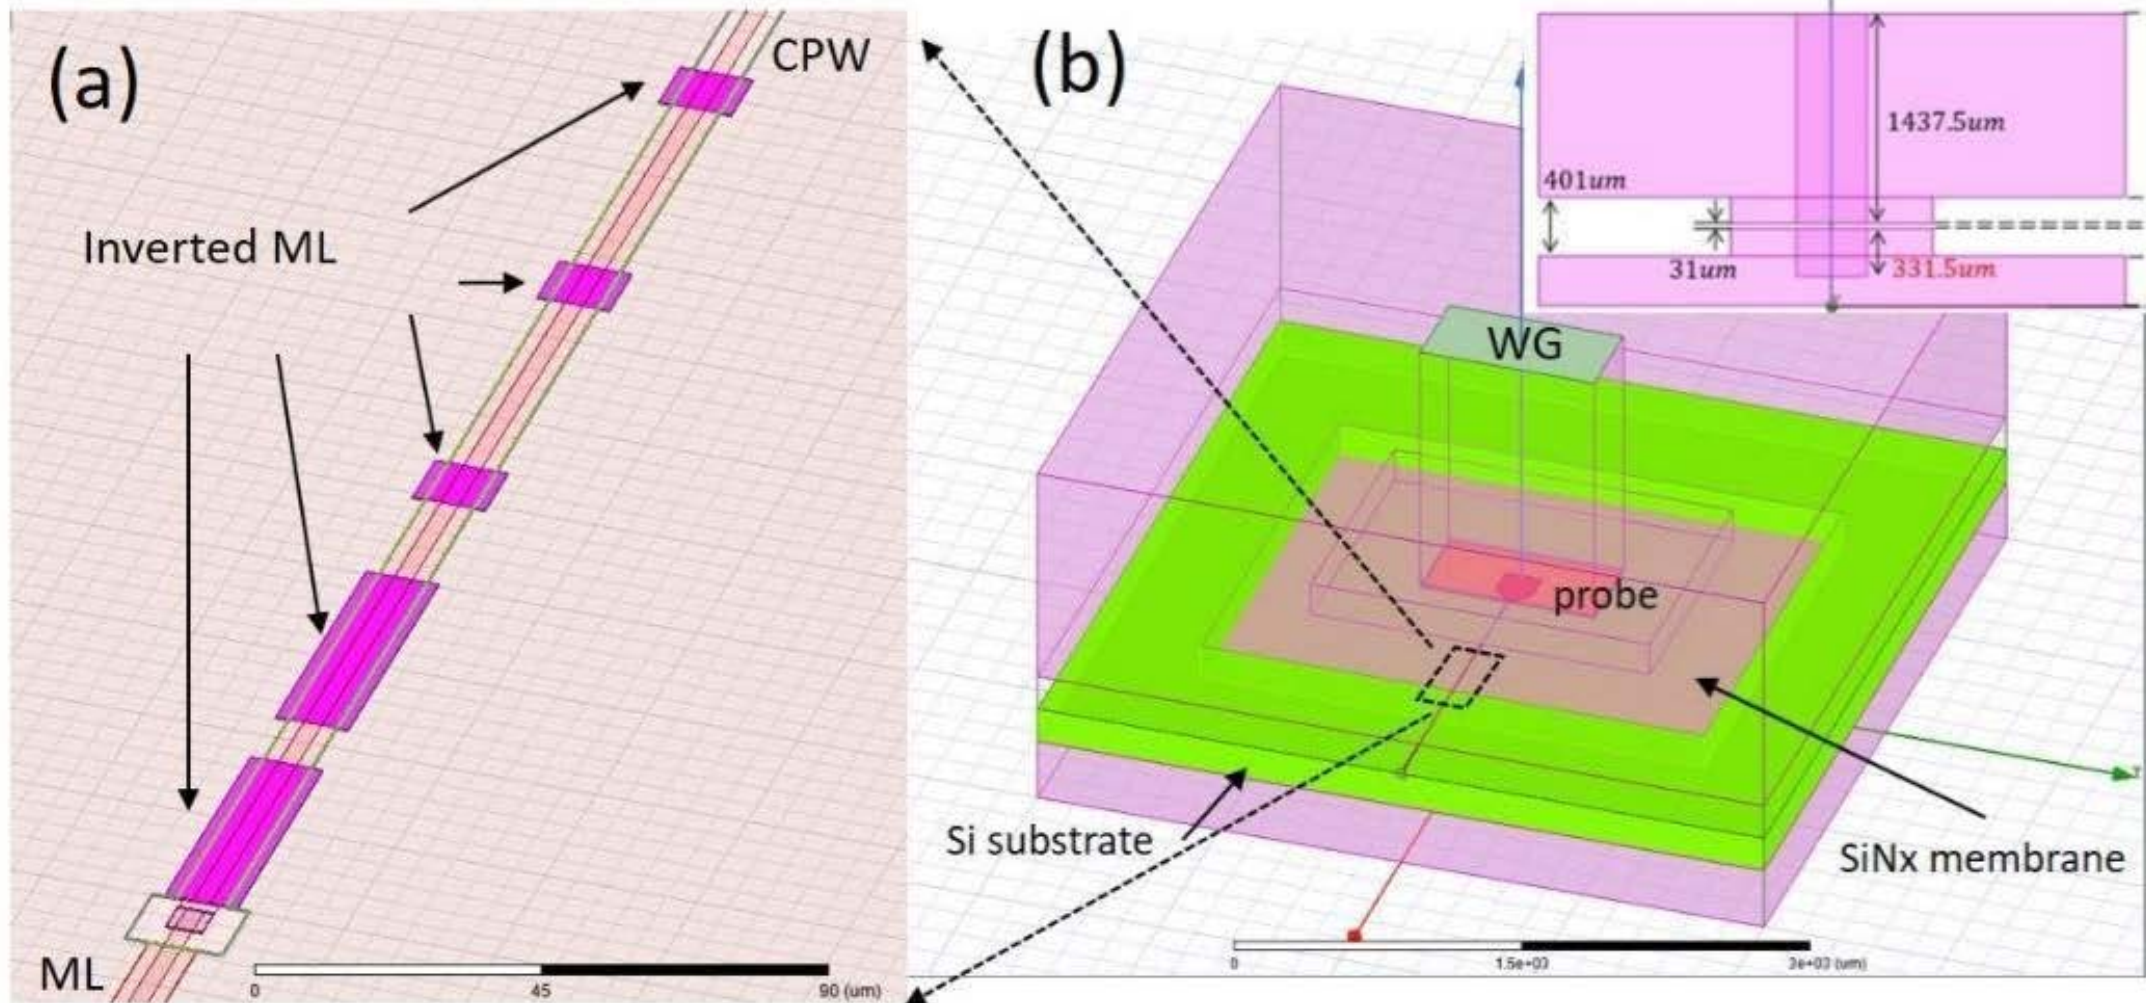 (a)
CPW
Inverted ML
ML
0
45
90 (um)
(b)
1437.5um
401um
31um
331.5um
WG
probe
Si substrate
SiNx membrane
0
1.5e+03
3e+03 (um)